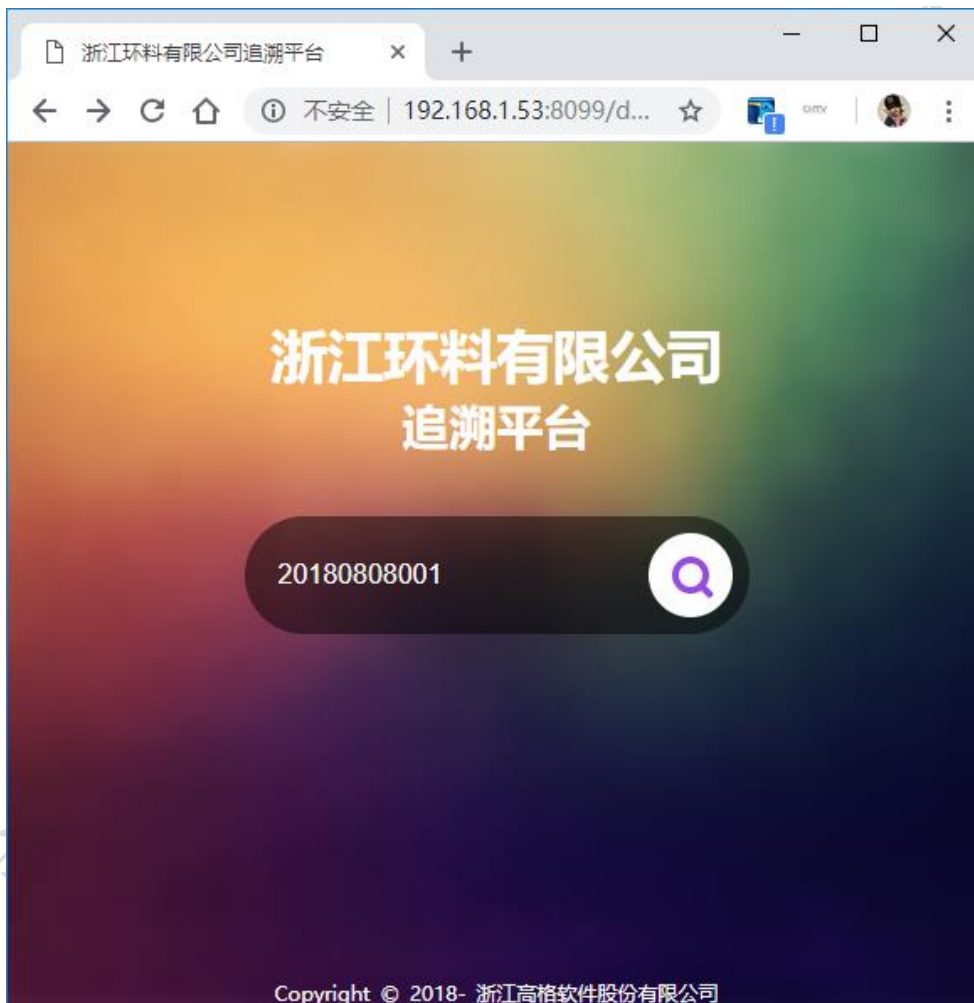 浙江环料有限公司追溯平台
不安全 | 192.168.1.53:8099/d...
浙江环料有限公司
追溯平台
20180808001
Copyright © 2018- 浙江高格软件股份有限公司